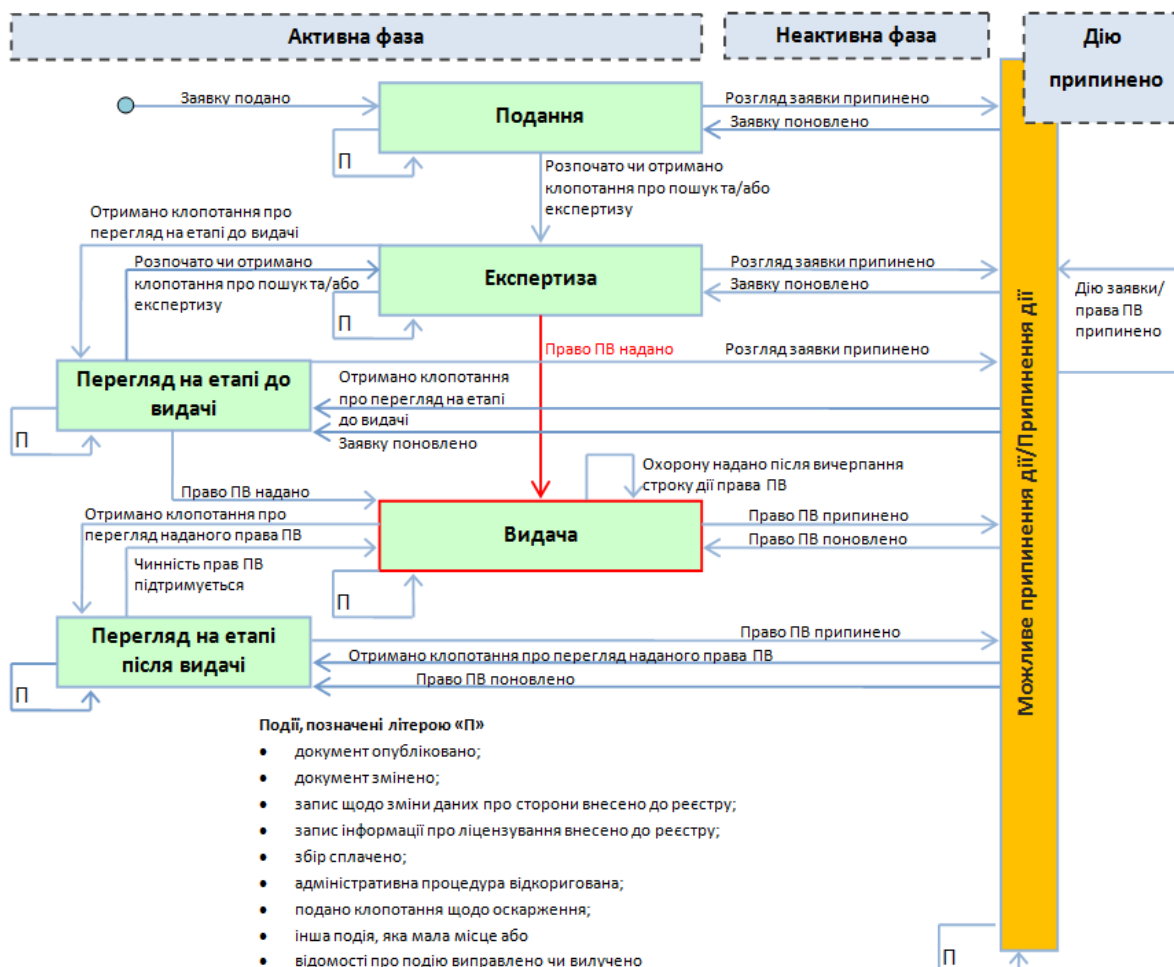 Активна фаза
Неактивна фаза
Дію
припинено
Заявку подано
Подання
Розгляд заявки припинено
Заявку поновлено
П
Розпочато чи отримано
клопотання про пошук та/або
експертизу
Отримано клопотання про
перегляд на етапі до видачі
Розпочато чи отримано
клопотання про пошук та/або
експертизу
Експертиза
Розгляд заявки припинено
Заявку поновлено
П
Дію заявки/
права ПВ
припинено
Право ПВ надано
Розгляд заявки припинено
Перегляд на етапі до
видачі
Отримано клопотання
про перегляд на етапі
до видачі
Заявку поновлено
П
Право ПВ надано
Охорону надано після вичерпання
строку дії права ПВ
Отримано клопотання про
перегляд наданого права ПВ
Видача
Право ПВ припинено
Право ПВ поновлено
Чинність прав ПВ
підтримується
П
Перегляд на етапі
після видачі
Право ПВ припинено
Отримано клопотання про перегляд наданого права ПВ
Право ПВ поновлено
П
Можливе припинення дії/Припинення дії
Події, позначені літерою «П»
• документ опубліковано;
• документ змінено;
• запис щодо зміни даних про сторони внесено до реєстру;
• запис інформації про ліцензування внесено до реєстру;
• збір сплачено;
• адміністративна процедура відкоригована;
• подано клопотання щодо оскарження;
• інша подія, яка мала місце або
• відомості про подію виправлено чи вилучено
П